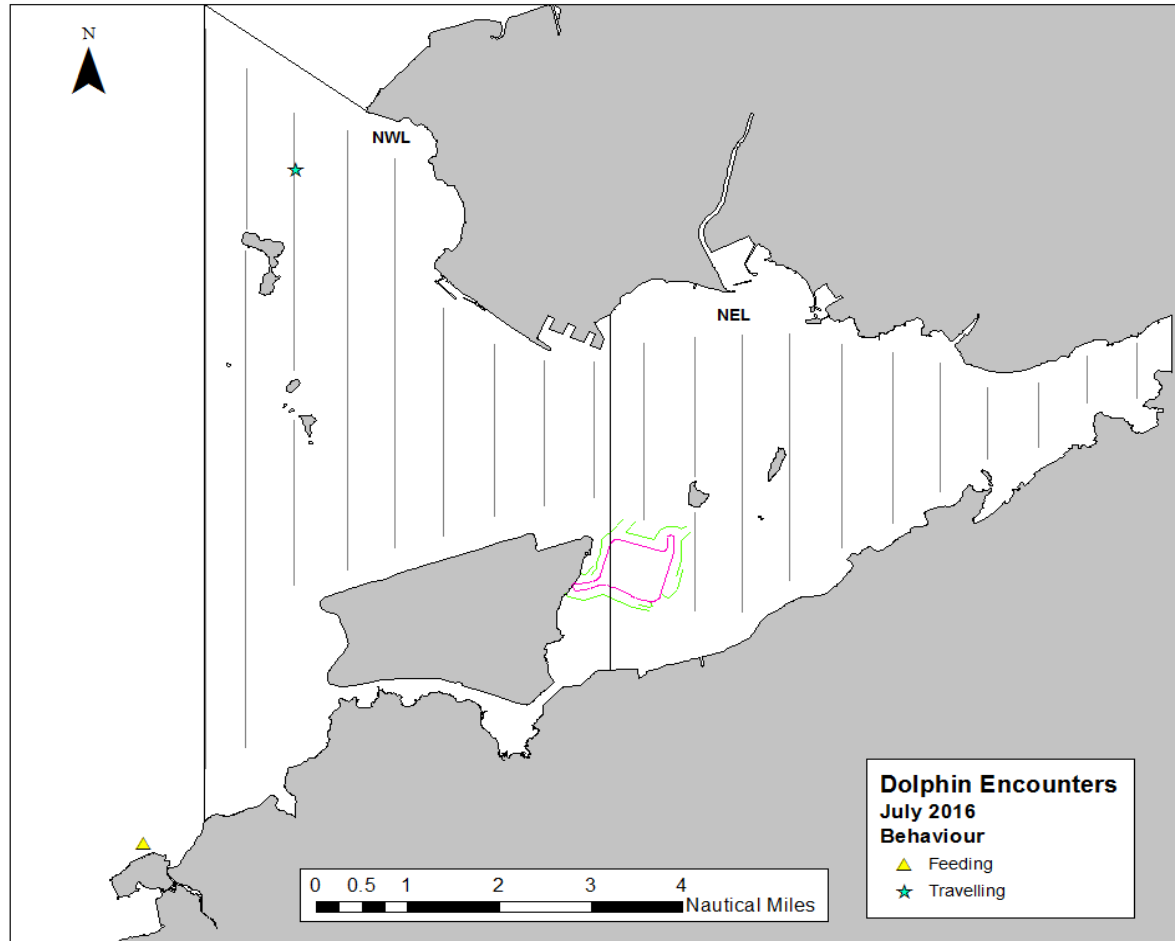 N
NWL
NEL
Dolphin Encounters
July 2016
Behaviour
Feeding
Travelling
0 0.5 1 2 3 4
Nautical Miles